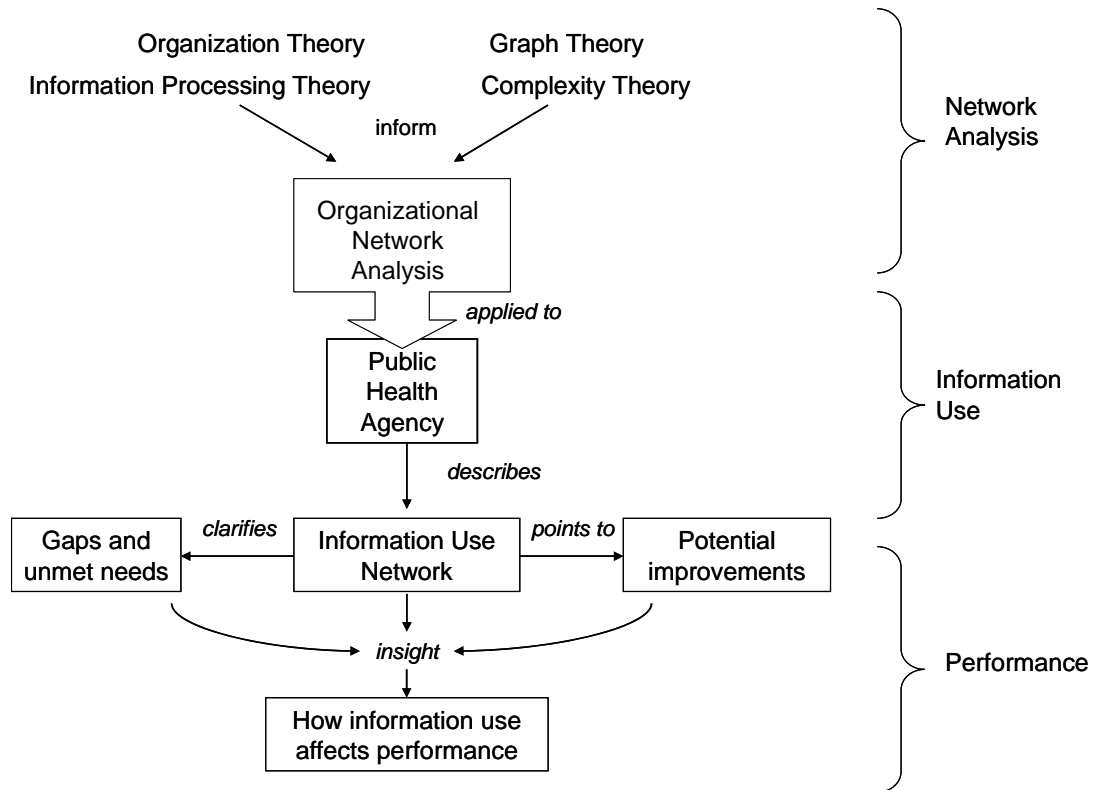 Organization Theory
Graph Theory
Information Processing Theory
Complexity Theory
inform
Network
Analysis
Organizational
Network
Analysis
applied to
Public
Health
Agency
Information
Use
describes
Gaps and
unmet needs
clarifies
Information Use
Network
points to
Potential
improvements
insight
Performance
How information use
affects performance